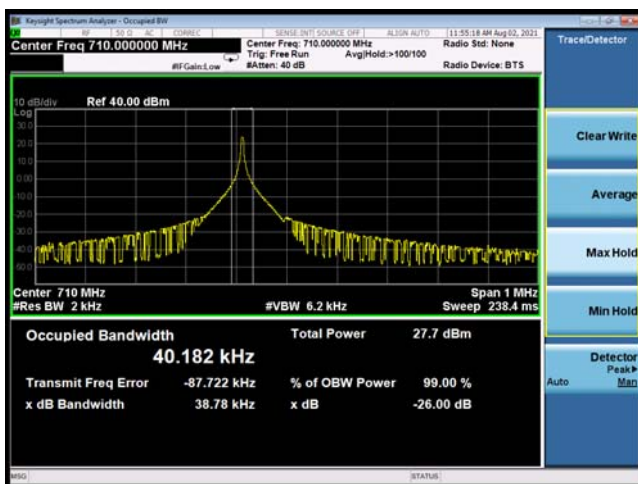 Keysight Spectrum Analyzer - Occupied BW
RF 50 Ω AC CORREC SENSE:INT SOURCE OFF ALIGN AUTO 11:55:18 AM Aug 02, 2021
Center Freq 710.000000 MHz
Center Freq: 710.000000 MHz
Radio Std: None
Trig: Free Run Avg|Hold:>100/100
#IFGain:Low #Atten: 40 dB Radio Device: BTS
10 dB/div Ref 40.00 dBm
Log
30.0
20.0
10.0
0.00
-10.0
-20.0
-30.0
-40.0
-50.0
Center 710 MHz Span 1 MHz
#Res BW 2 kHz #VBW 6.2 kHz Sweep 238.4 ms
Occupied Bandwidth Total Power 27.7 dBm
40.182 kHz
Transmit Freq Error -87.722 kHz % of OBW Power 99.00 %
x dB Bandwidth 38.78 kHz x dB -26.00 dB
MSG STATUS
Trace/Detector
Clear Write
Average
Max Hold
Min Hold
Detector
Peak▶
Auto Man